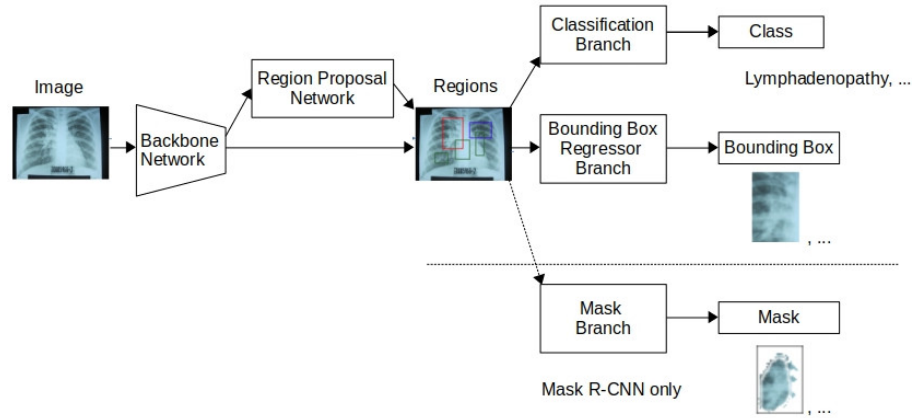 Image
Backbone
Network
Region Proposal
Network
Regions
Classification
Branch
Class
Lymphadenopathy, ...
Bounding Box
Regressor
Branch
Bounding Box
, ...
Mask
Branch
Mask
Mask R-CNN only
, ...